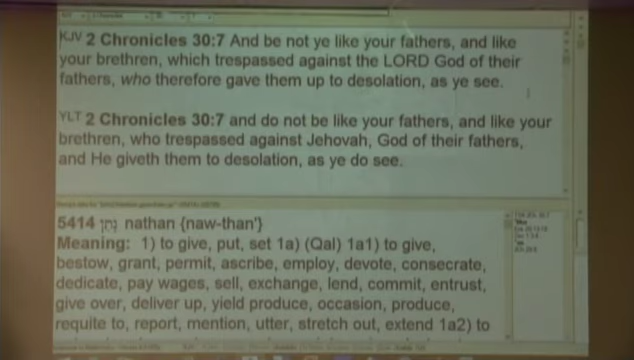 KJV 2 Chronicles 30:7 And be not ye like your fathers, and like
your brethren, which trespassed against the LORD God of their
fathers, who therefore gave them up to desolation, as ye see.
YLT 2 Chronicles 30:7 and do not be like your fathers, and like your
brethren, who trespassed against Jehovah, God of their fathers,
and He giveth them to desolation, as ye do see.
5414 נָתַן nathan {naw-than'}
Meaning: 1) to give, put, set 1a) (Qal) 1a1) to give,
bestow, grant, permit, ascribe, employ, devote, consecrate,
dedicate, pay wages, sell, exchange, lend, commit, entrust,
give over, deliver up, yield produce, occasion, produce,
requite to, report, mention, utter, stretch out, extend 1a2) to